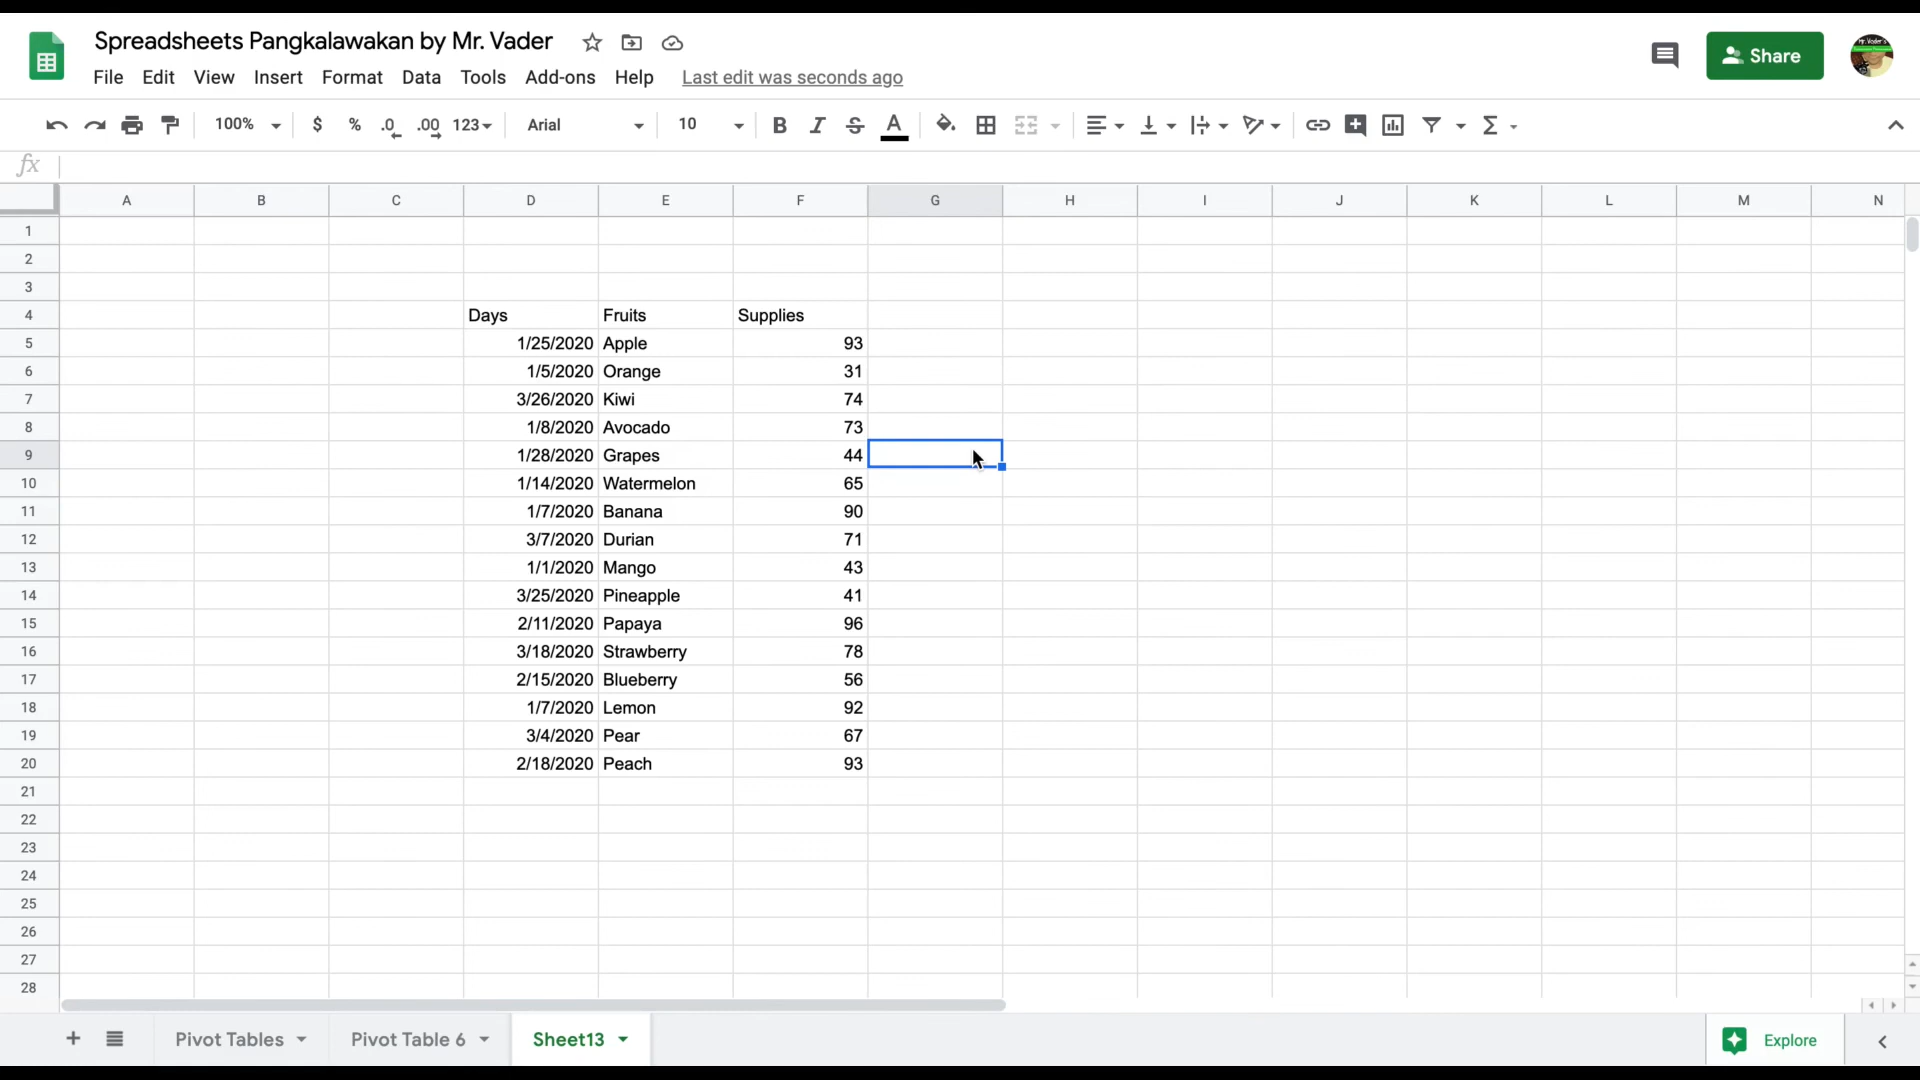 Spreadsheets Pangkalawakan by Mr. Vader
File Edit View Insert Format Data Tools Add-ons Help Last edit was seconds ago
Share
100% $ % .0 .00 123 Arial 10 B I S A Σ
fx
A B C D E F G H I J K L M N
1
2
3
4 Days Fruits Supplies
5 1/25/2020 Apple 93
6 1/5/2020 Orange 31
7 3/26/2020 Kiwi 74
8 1/8/2020 Avocado 73
9 1/28/2020 Grapes 44
10 1/14/2020 Watermelon 65
11 1/7/2020 Banana 90
12 3/7/2020 Durian 71
13 1/1/2020 Mango 43
14 3/25/2020 Pineapple 41
15 2/11/2020 Papaya 96
16 3/18/2020 Strawberry 78
17 2/15/2020 Blueberry 56
18 1/7/2020 Lemon 92
19 3/4/2020 Pear 67
20 2/18/2020 Peach 93
21
22
23
24
25
26
27
28
Pivot Tables Pivot Table 6 Sheet13 Explore